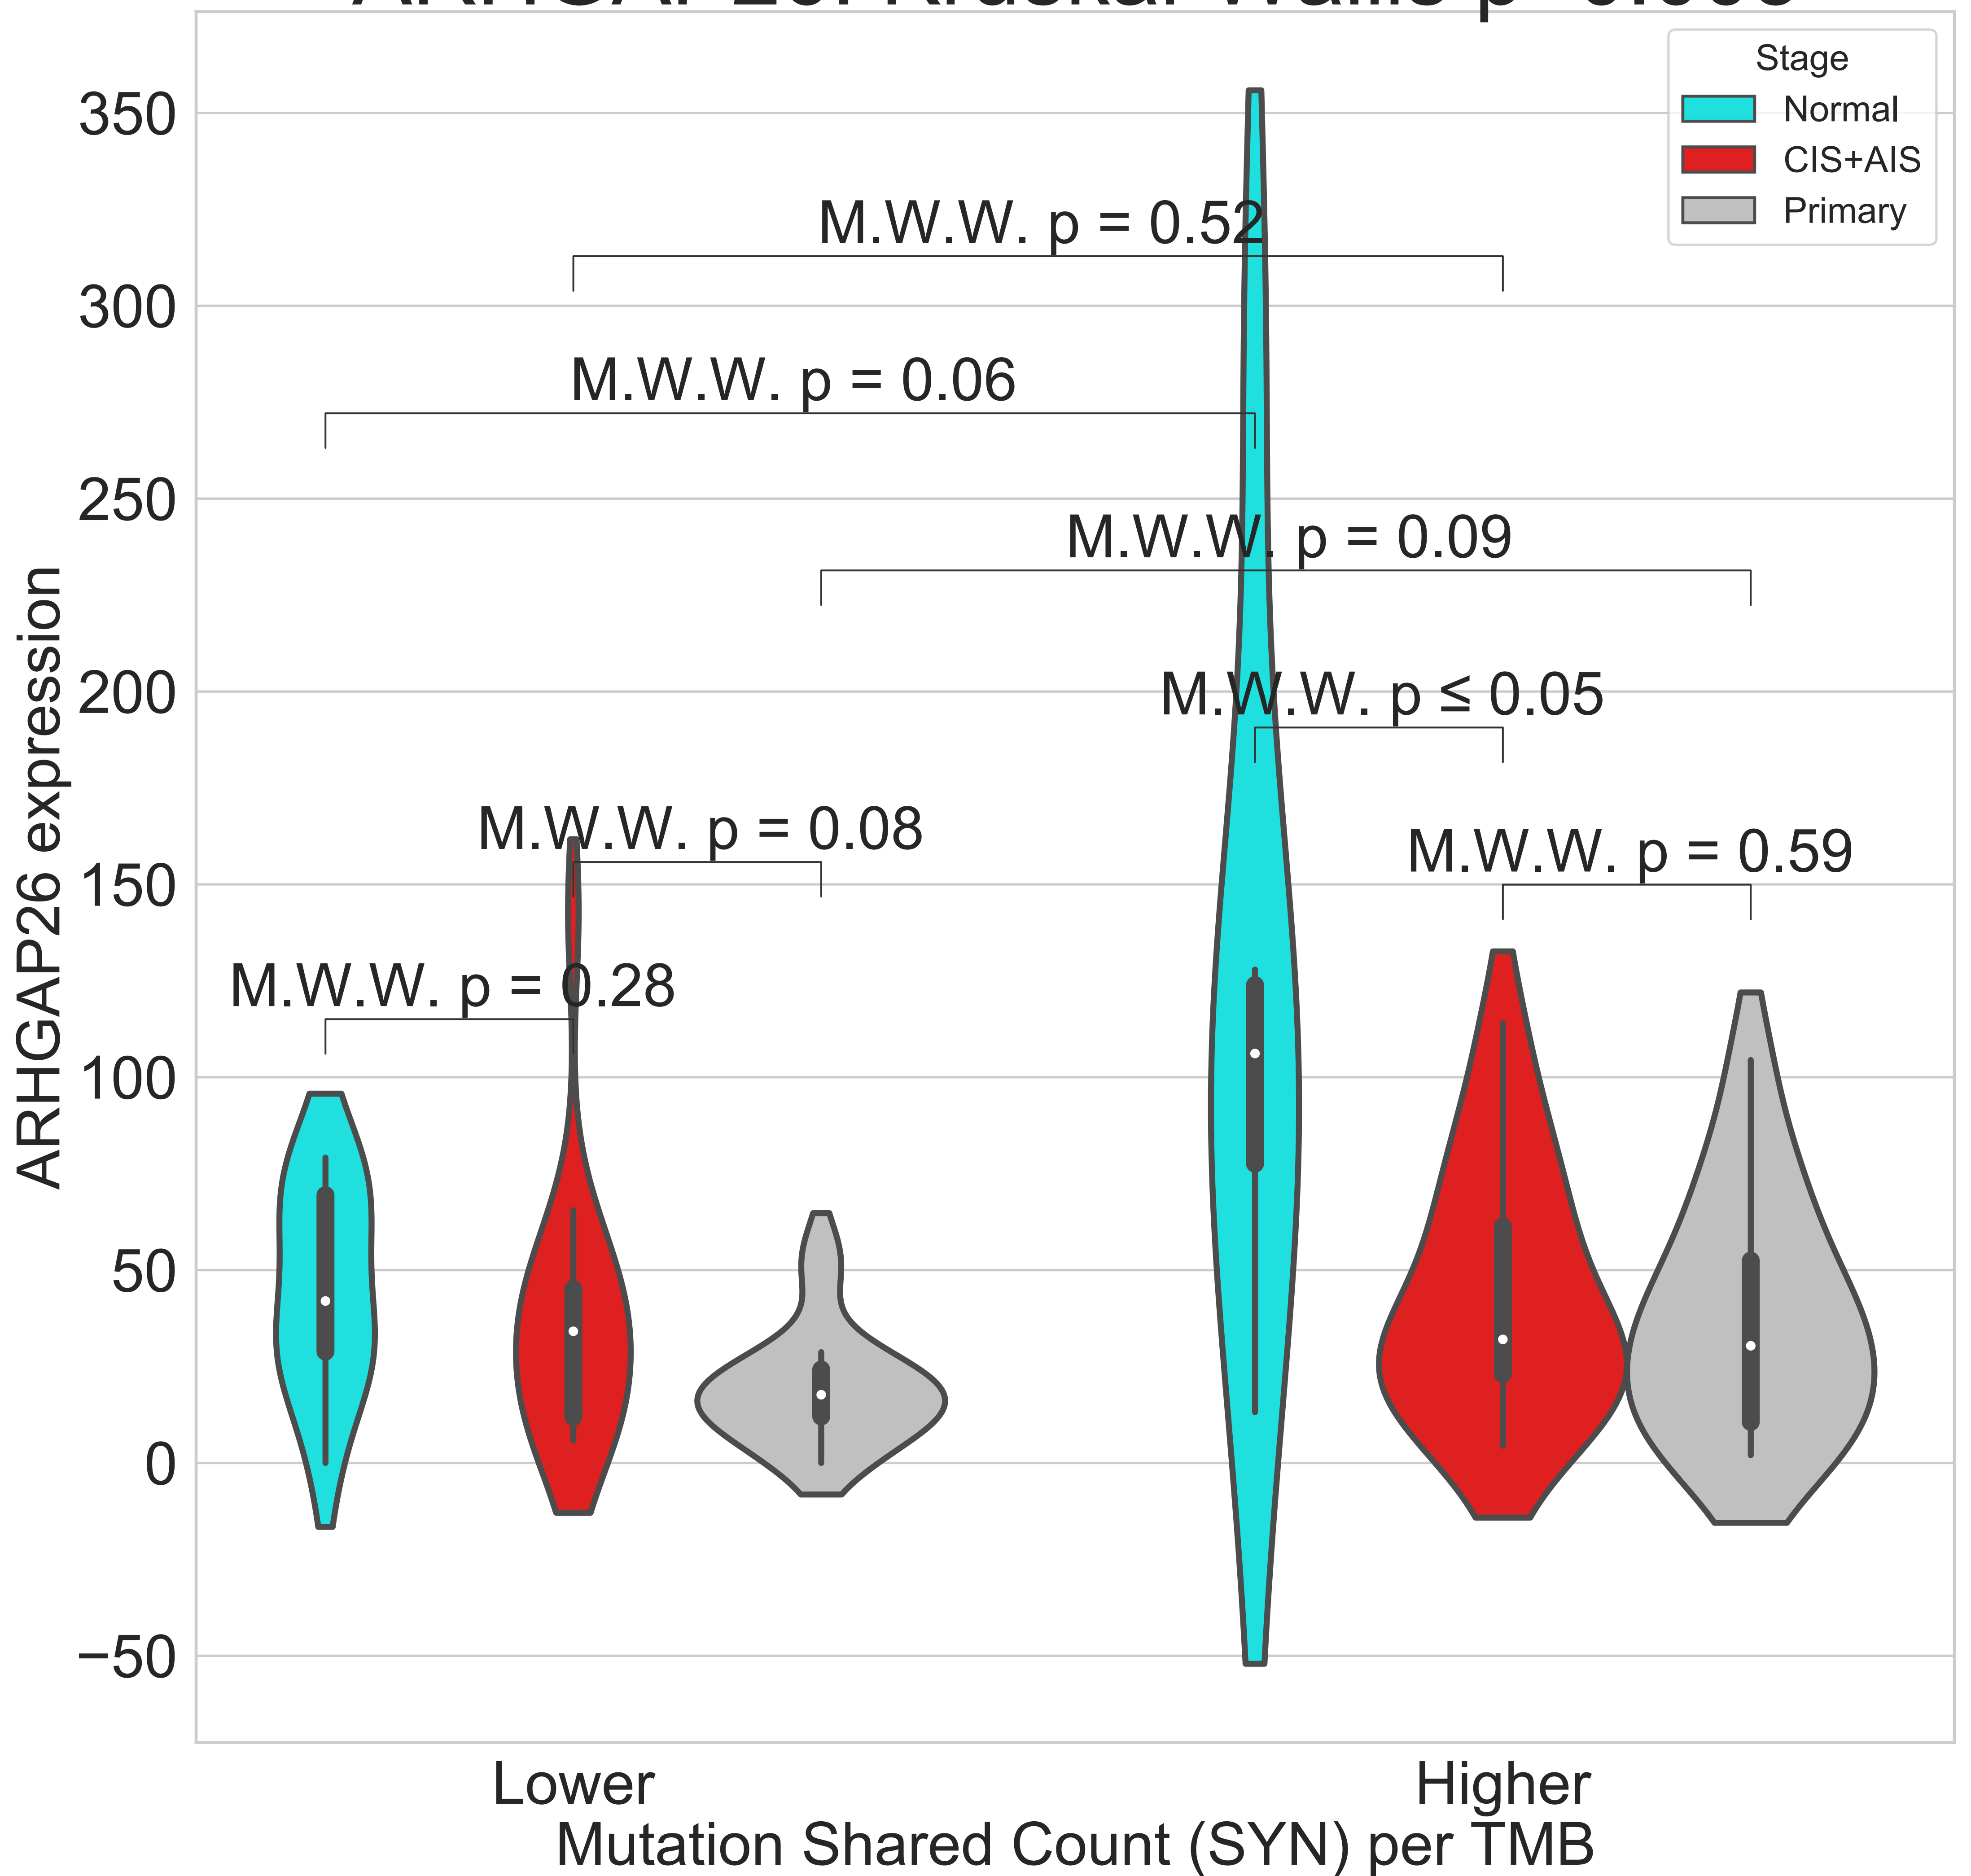 Stage
Normal
CIS+AIS
Primary
350
300
250
200
150
100
50
0
−50
ARHGAP26 expression
M.W.W. p = 0.52
M.W.W. p = 0.06
M.W.W. p = 0.09
M.W.W. p ≤ 0.05
M.W.W. p = 0.08
M.W.W. p = 0.59
M.W.W. p = 0.28
Lower
Higher
Mutation Shared Count (SYN) per TMB